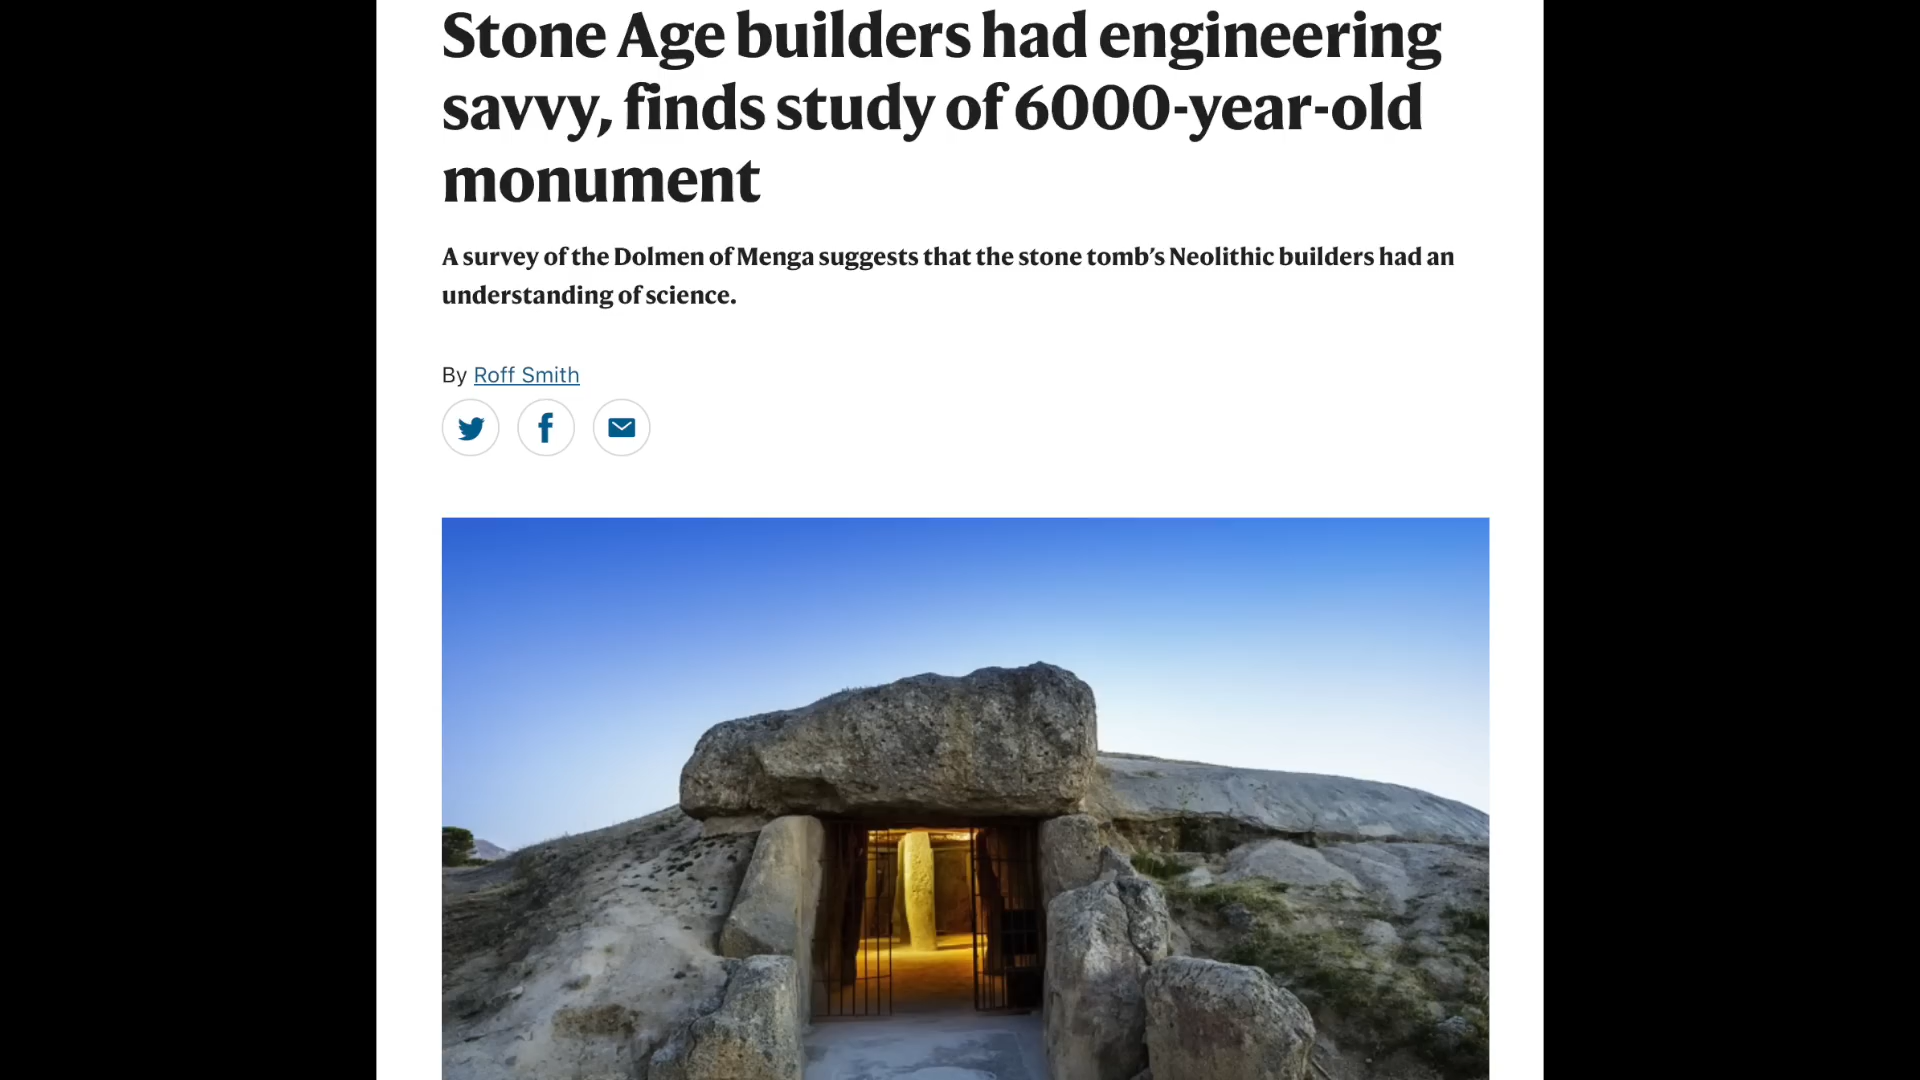 Stone Age builders had engineering
savvy, finds study of 6000-year-old
monument
A survey of the Dolmen of Menga suggests that the stone tomb’s Neolithic builders had an
understanding of science.
By Roff Smith